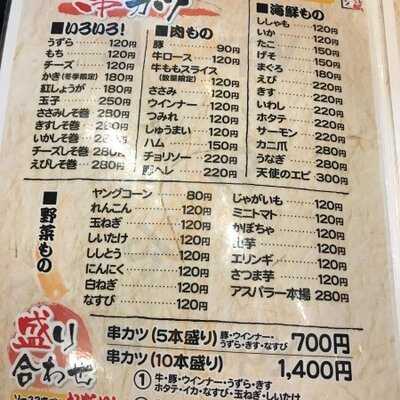 串カツ
■いろいろ!
うずら 120円
もち 120円
チーズ 120円
かき(冬季限定) 180円
紅しょうが 180円
玉子 250円
ささみしそ巻 280円
きすしそ巻 280円
いかしそ巻 280円
チーズしそ巻 280円
えびしそ巻 280円
■肉もの
豚 90円
牛ロース 120円
牛ももスライス 120円
(数量限定)
ささみ 120円
ウインナー 120円
つみれ 120円
しゅうまい 120円
ハム 150円
チョリソー 220円
豚ヘレ 220円
■海鮮もの
ししゃも 120円
いか 120円
たこ 120円
げそ 150円
まぐろ 180円
えび 220円
きす 220円
いわし 220円
ホタテ 220円
サーモン 220円
カニ爪 280円
うなぎ 280円
天使のエビ 300円
■野菜もの
ヤングコーン 80円
れんこん 120円
玉ねぎ 120円
しいたけ 120円
ししとう 120円
にんにく 120円
白ねぎ 120円
なすび 120円
じゃがいも 120円
ミニトマト 120円
かぼちゃ 120円
山芋 120円
エリンギ 120円
さつま芋 120円
アスパラ一本揚 280円
盛り
合わせ
串カツ(5本盛り) 豚・ウインナー・うずら・きす・なすび 700円
串カツ(10本盛り) 1,400円
① 牛・豚・ウインナー・うずら・きす
ホタテ・イカ・なすび・玉ねぎ・しいたけ